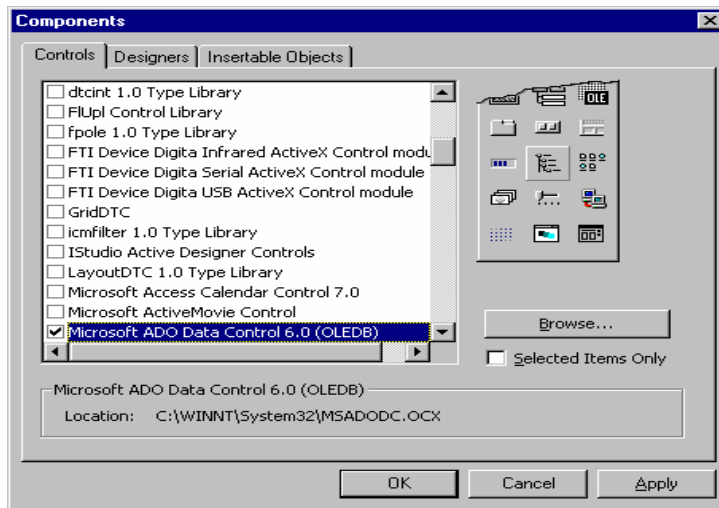 Components
Controls Designers Insertable Objects
dtcint 1.0 Type Library
FlUpl Control Library
fpole 1.0 Type Library
FTI Device Digita Infrared ActiveX Control modu
FTI Device Digita Serial ActiveX Control module
FTI Device Digita USB ActiveX Control module
GridDTC
icmfilter 1.0 Type Library
IStudio Active Designer Controls
LayoutDTC 1.0 Type Library
Microsoft Access Calendar Control 7.0
Microsoft ActiveMovie Control
Microsoft ADO Data Control 6.0 (OLEDB)
OLE
Browse...
Selected Items Only
Microsoft ADO Data Control 6.0 (OLEDB)
Location: C:\WINNT\System32\MSADODC.OCX
OK Cancel Apply